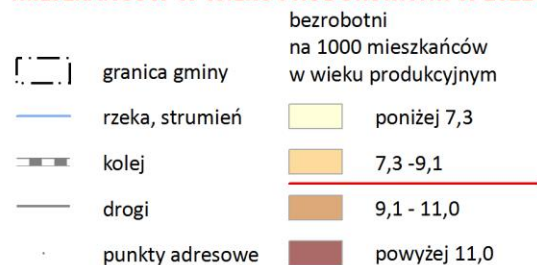 bezrobotni
na 1000 mieszkańców
w wieku produkcyjnym
granica gminy
rzeka, strumień
kolej
drogi
punkty adresowe
poniżej 7,3
7,3 -9,1
9,1 - 11,0
powyżej 11,0